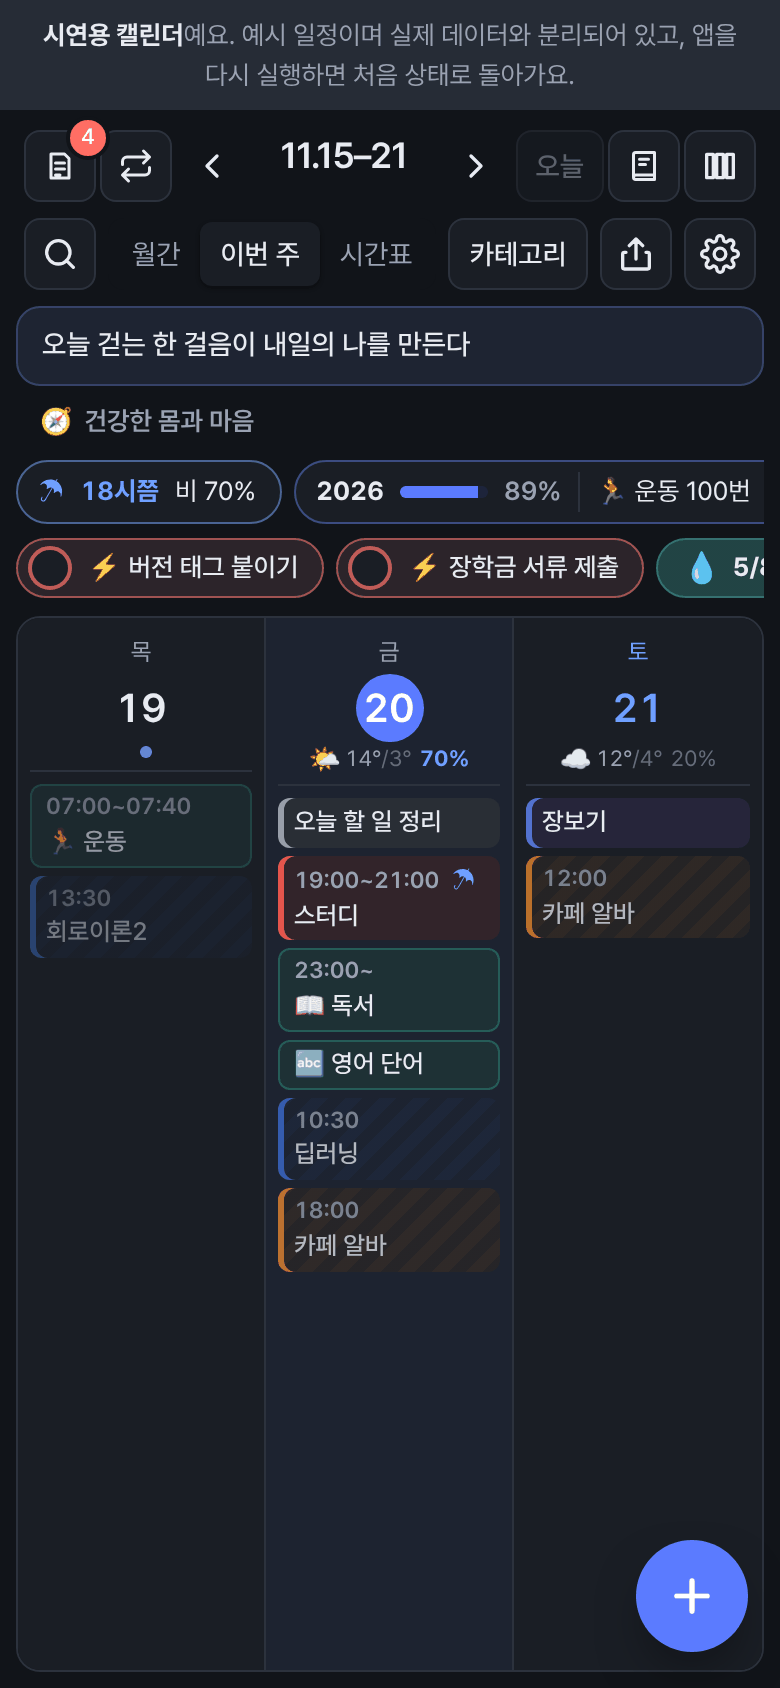 시연용 캘린더예요. 예시 일정이며 실제 데이터와 분리되어 있고, 앱을
다시 실행하면 처음 상태로 돌아가요.
4
11.15–21
오늘
월간 이번 주 시간표 카테고리
오늘 걷는 한 걸음이 내일의 나를 만든다
🧭 건강한 몸과 마음
☂ 18시쯤 비 70% 2026 89% 🏃 운동 100번
⚡ 버전 태그 붙이기 ⚡ 장학금 서류 제출 💧 5/8
목
19
07:00~07:40
🏃 운동
13:30
회로이론2
금
20
🌤️ 14°/3° 70%
오늘 할 일 정리
19:00~21:00 ☂
스터디
23:00~
📖 독서
🔤 영어 단어
10:30
딥러닝
18:00
카페 알바
토
21
☁️ 12°/4° 20%
장보기
12:00
카페 알바